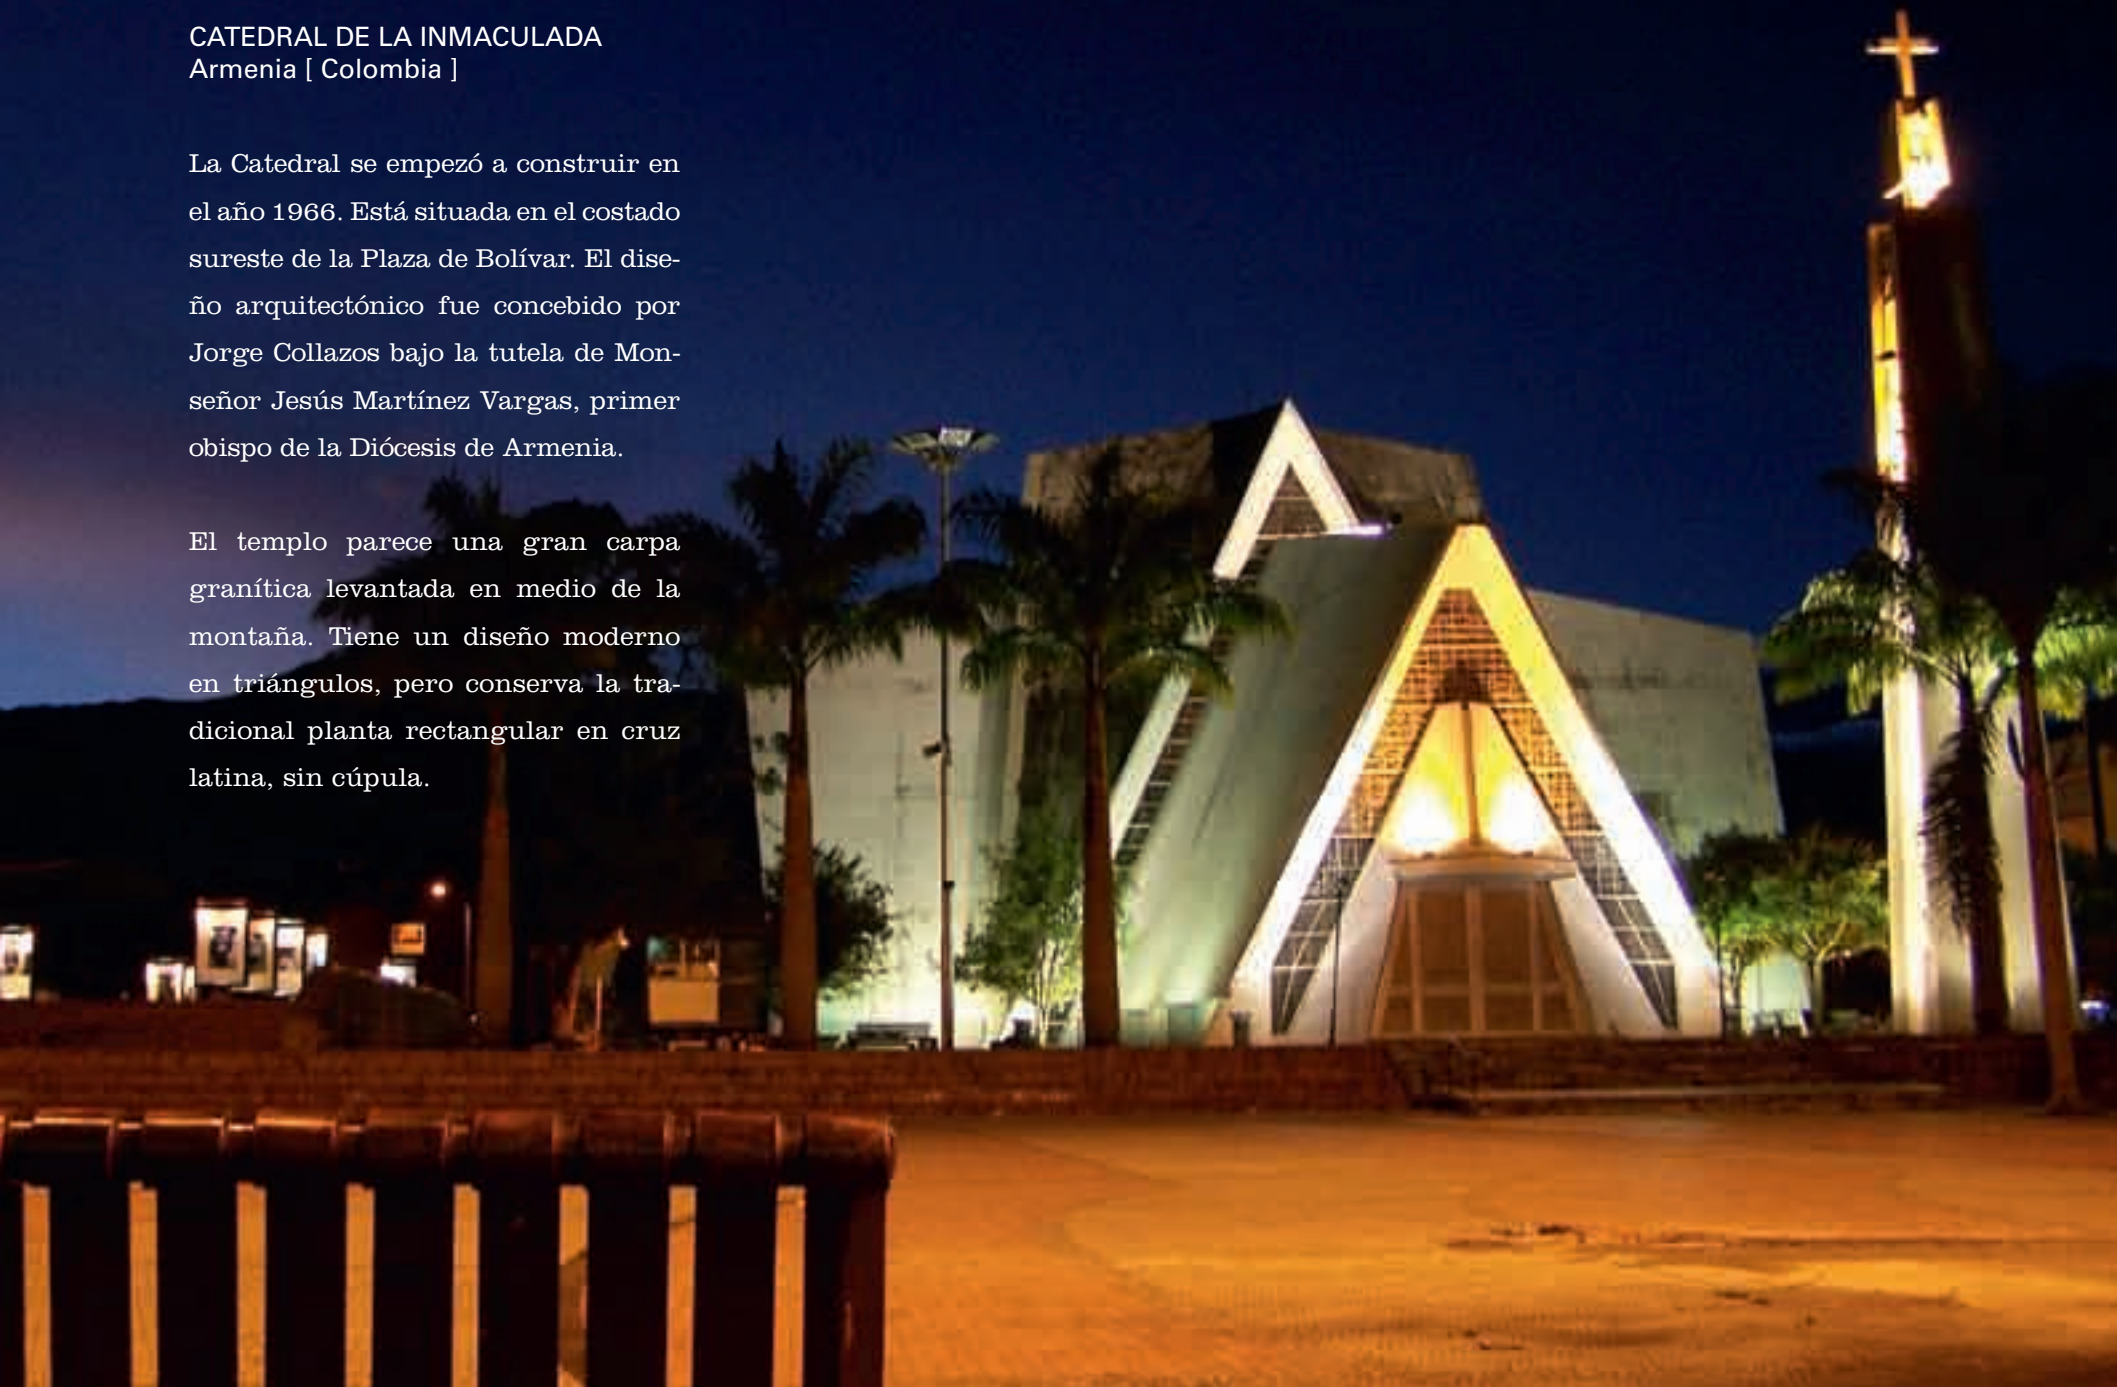 CATEDRAL DE LA INMACULADA
Armenia [ Colombia ]
La Catedral se empezó a construir en
el año 1966. Está situada en el costado
sureste de la Plaza de Bolívar. El dise-
ño arquitectónico fue concebido por
Jorge Collazos bajo la tutela de Mon-
señor Jesús Martínez Vargas, primer
obispo de la Diócesis de Armenia.
El templo parece una gran carpa
granítica levantada en medio de la
montaña. Tiene un diseño moderno
en triángulos, pero conserva la tra-
dicional planta rectangular en cruz
latina, sin cúpula.